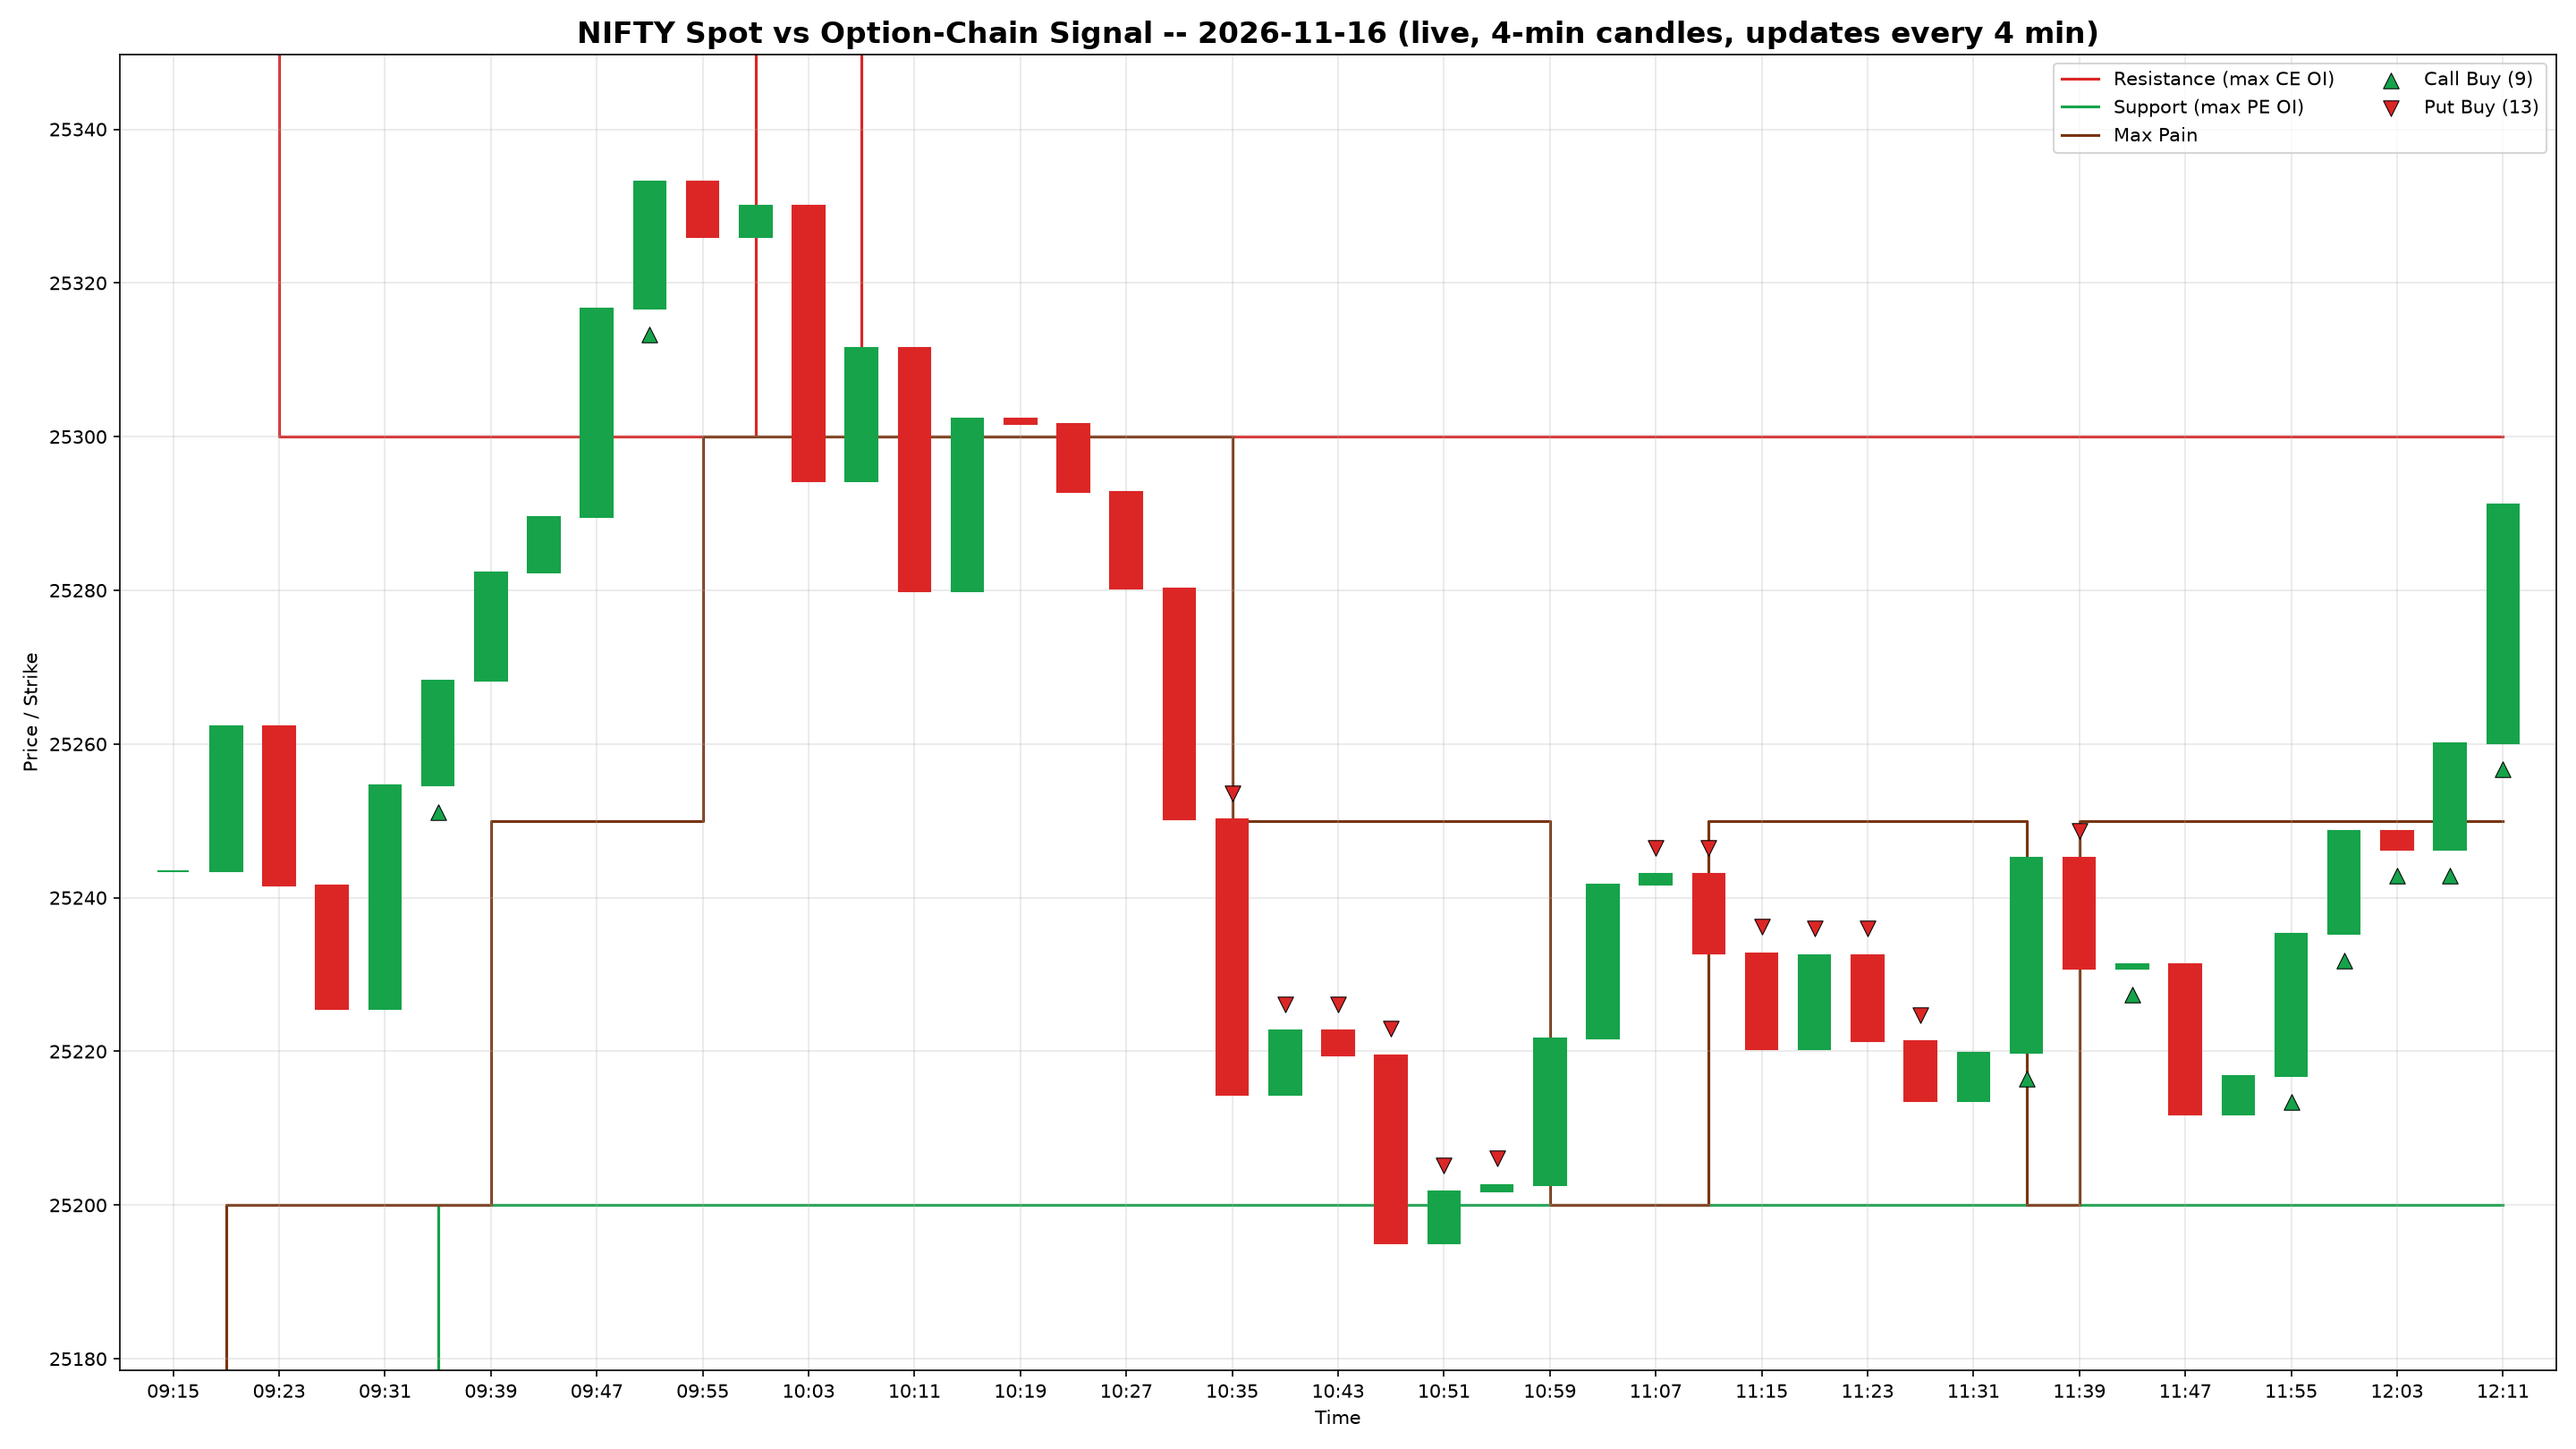 NIFTY Spot vs Option-Chain Signal -- 2026-11-16 (live, 4-min candles, updates every 4 min)
Resistance (max CE OI)
Support (max PE OI)
Max Pain
Call Buy (9)
Put Buy (13)
Price / Strike
25340
25320
25300
25280
25260
25240
25220
25200
25180
09:15 09:23 09:31 09:39 09:47 09:55 10:03 10:11 10:19 10:27 10:35 10:43 10:51 10:59 11:07 11:15 11:23 11:31 11:39 11:47 11:55 12:03 12:11
Time